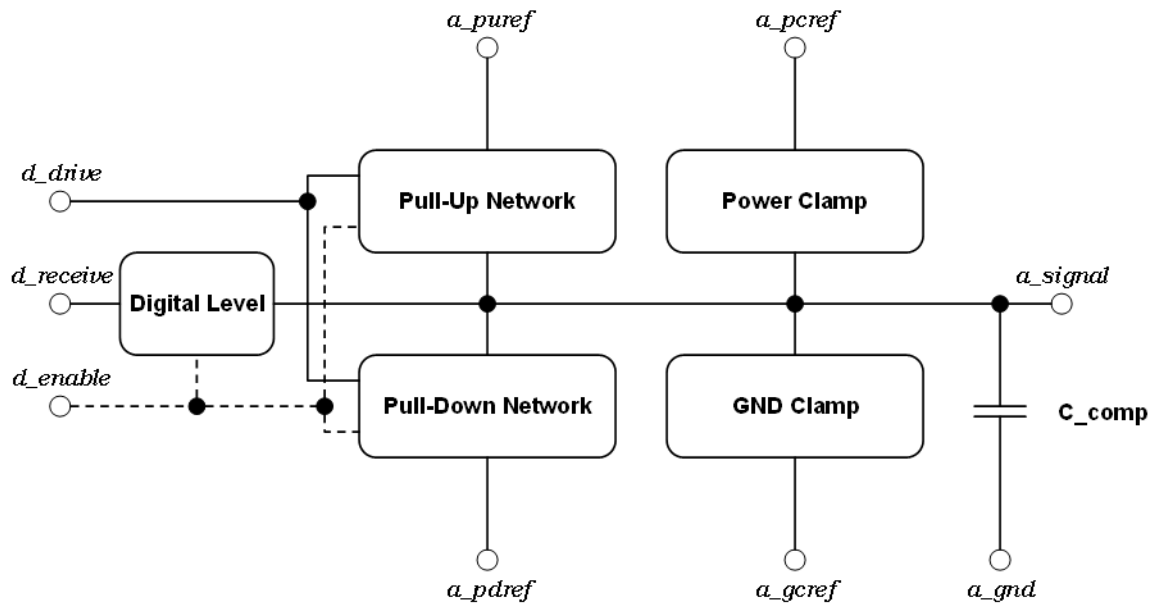 a_puref
a_pcref
d_drive
Pull-Up Network
Power Clamp
d_receive
Digital Level
a_signal
d_enable
Pull-Down Network
GND Clamp
C_comp
a_pdref
a_gcref
a_gnd